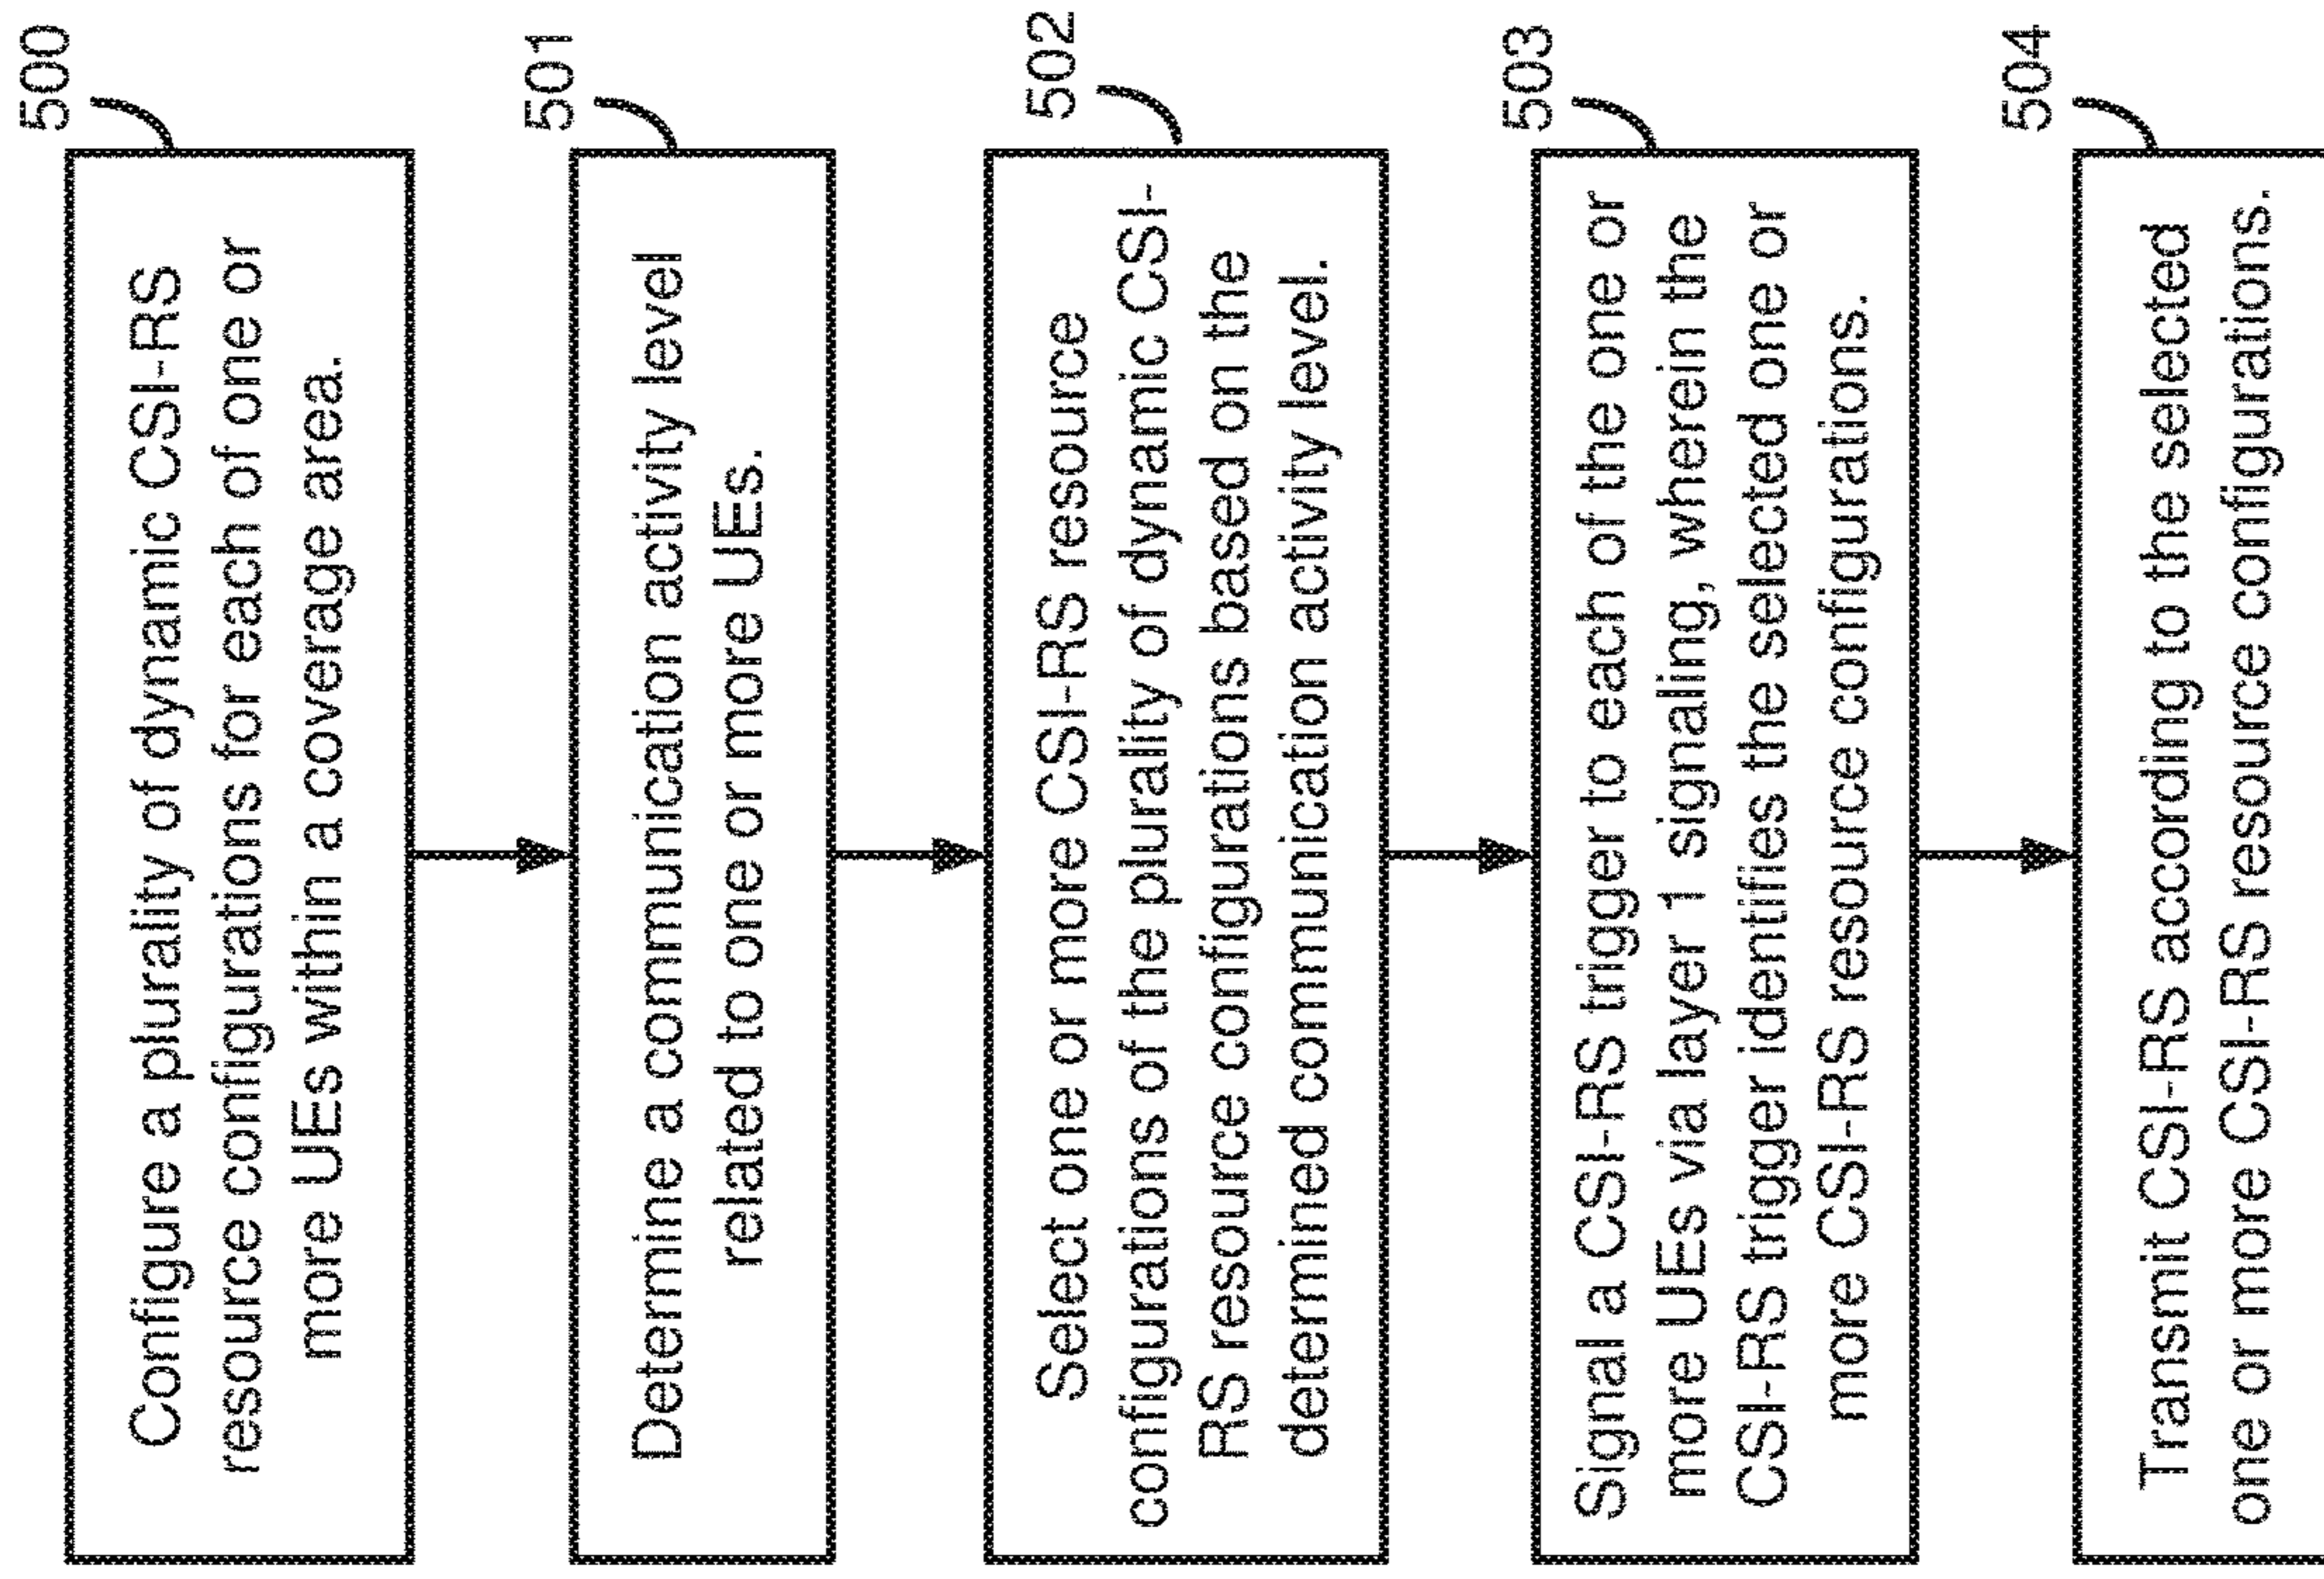 500
Configure a plurality of dynamic CSI-RS
resource configurations for each of one or
more UEs within a coverage area.
501
Determine a communication activity level
related to one or more UEs.
502
Select one or more CSI-RS resource
configurations of the plurality of dynamic CSI-
RS resource configurations based on the
determined communication activity level.
503
Signal a CSI-RS trigger to each of the one or
more UEs via layer 1 signalling, wherein the
CSI-RS trigger identifies the selected one or
more CSI-RS resource configurations.
504
Transmit CSI-RS according to the selected
one or more CSI-RS resource configurations.